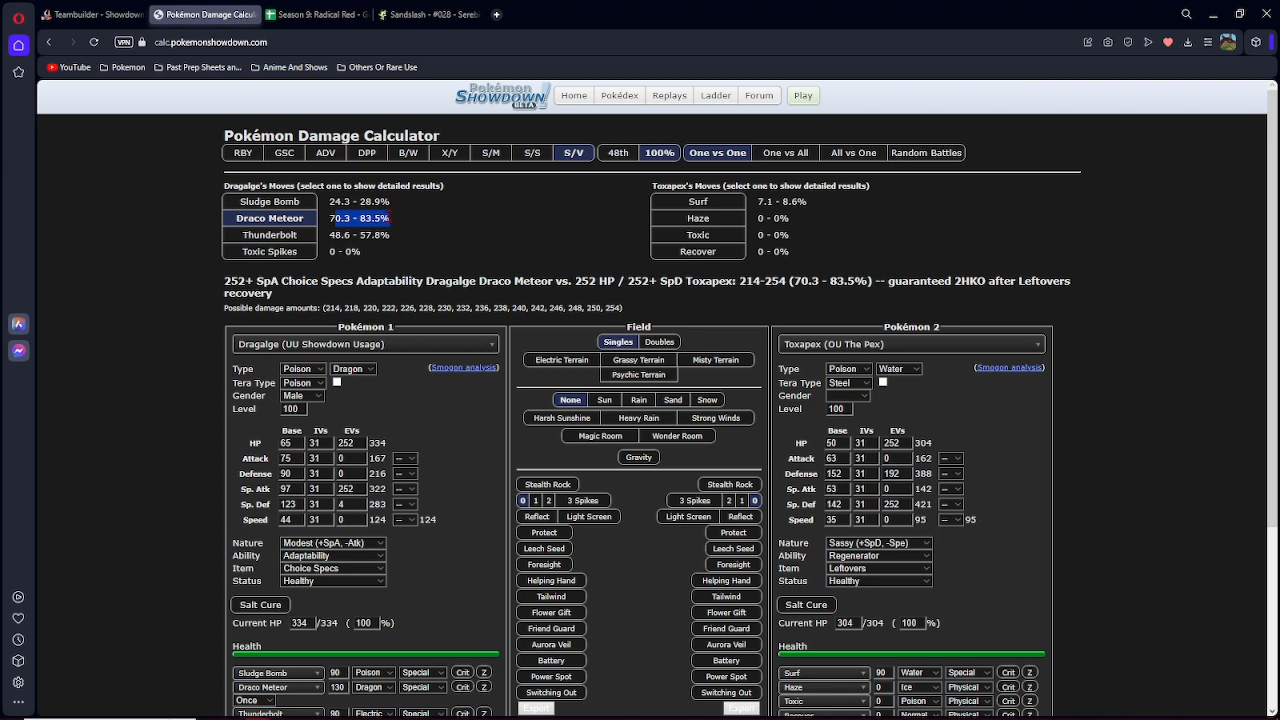 Teambuilder - Showdown Pokémon Damage Calcul Season 9: Radical Red - G Sandslash - #028 - Serebi
VPN calc.pokemonshowdown.com
YouTube Pokemon Past Prep Sheets an... Anime And Shows Others Or Rare Use
Pokémon SHOWDOWN! BETA Home Pokédex Replays Ladder Forum Play
Pokémon Damage Calculator
RBY GSC ADV DPP B/W X/Y S/M S/S S/V 48th 100% One vs One One vs All All vs One Random Battles
Dragalge's Moves (select one to show detailed results) Toxapex's Moves (select one to show detailed results)
Sludge Bomb 24.3 - 28.9% Surf 7.1 - 8.6%
Draco Meteor 70.3 - 83.5% Haze 0 - 0%
Thunderbolt 48.6 - 57.8% Toxic 0 - 0%
Toxic Spikes 0 - 0% Recover 0 - 0%
252+ SpA Choice Specs Adaptability Dragalge Draco Meteor vs. 252 HP / 252+ SpD Toxapex: 214-254 (70.3 - 83.5%) -- guaranteed 2HKO after Leftovers
recovery
Possible damage amounts: (214, 218, 220, 222, 226, 228, 230, 232, 236, 238, 240, 242, 246, 248, 250, 254)
Pokémon 1
Dragalge (UU Showdown Usage)
Type Poison Dragon (Smogon analysis)
Tera Type Poison
Gender Male
Level 100
Base IVs EVs
HP 65 31 252 334
Attack 75 31 0 167 --
Defense 90 31 0 216 --
Sp. Atk 97 31 252 322 --
Sp. Def 123 31 4 283 --
Speed 44 31 0 124 -- 124
Nature Modest (+SpA, -Atk)
Ability Adaptability
Item Choice Specs
Status Healthy
Salt Cure
Current HP 334 /334 ( 100 %)
Health
Sludge Bomb 90 Poison Special Crit Z
Draco Meteor 130 Dragon Special Crit Z
Once
Thunderbolt 90 Electric Special Crit Z
Field
Singles Doubles
Electric Terrain Grassy Terrain Misty Terrain
Psychic Terrain
None Sun Rain Sand Snow
Harsh Sunshine Heavy Rain Strong Winds
Magic Room Wonder Room
Gravity
Stealth Rock Stealth Rock
0 1 2 3 Spikes 3 Spikes 2 1 0
Reflect Light Screen Light Screen Reflect
Protect Protect
Leech Seed Leech Seed
Foresight Foresight
Helping Hand Helping Hand
Tailwind Tailwind
Flower Gift Flower Gift
Friend Guard Friend Guard
Aurora Veil Aurora Veil
Battery Battery
Power Spot Power Spot
Switching Out Switching Out
Export Export
Pokémon 2
Toxapex (OU The Pex)
Type Poison Water (Smogon analysis)
Tera Type Steel
Gender
Level 100
Base IVs EVs
HP 50 31 252 304
Attack 63 31 0 162 --
Defense 152 31 192 388 --
Sp. Atk 53 31 0 142 --
Sp. Def 142 31 252 421 --
Speed 35 31 0 95 -- 95
Nature Sassy (+SpD, -Spe)
Ability Regenerator
Item Leftovers
Status Healthy
Salt Cure
Current HP 304 /304 ( 100 %)
Health
Surf 90 Water Special Crit Z
Haze 0 Ice Physical Crit Z
Toxic 0 Poison Physical Crit Z
Recover 0 Normal Physical Crit Z